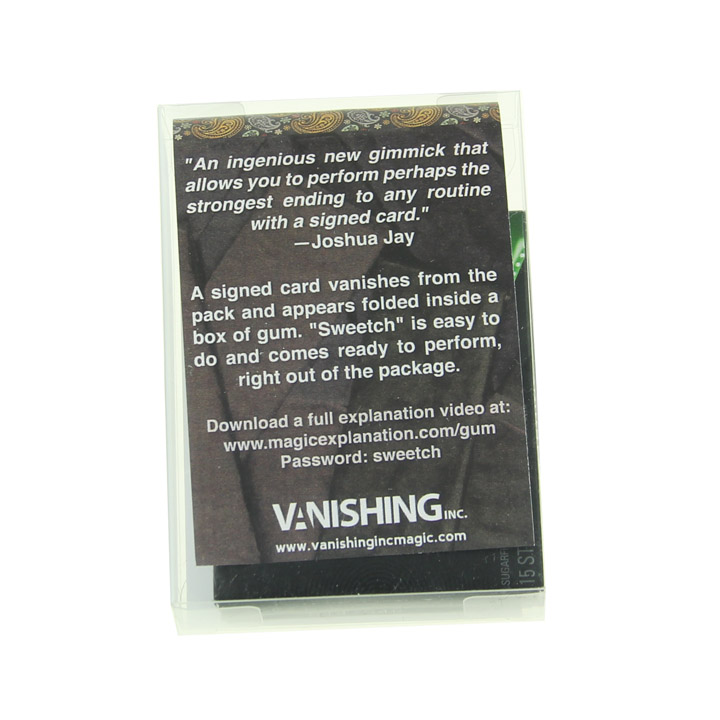 "An ingenious new gimmick that
allows you to perform perhaps the
strongest ending to any routine
with a signed card."
—Joshua Jay
A signed card vanishes from the
pack and appears folded inside a
box of gum. "Sweetch" is easy to
do and comes ready to perform,
right out of the package.
Download a full explanation video at:
www.magicexplanation.com/gum
Password: sweetch
VANISHING INC.
www.vanishingincmagic.com
15 ST